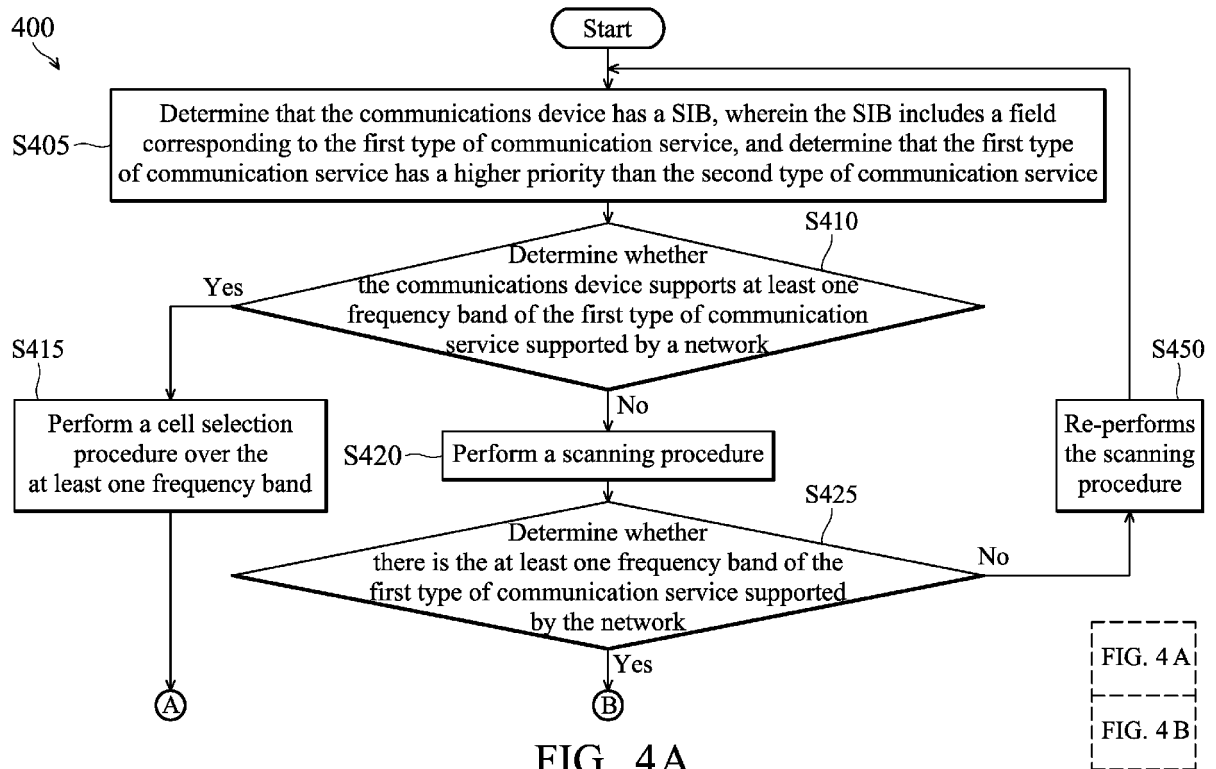 400
Start
Determine that the communications device has a SIB, wherein the SIB includes a field
corresponding to the first type of communication service, and determine that the first type
of communication service has a higher priority than the second type of communication service
S405
S410
Determine whether
the communications device supports at least one
frequency band of the first type of communication
service supported by a network
Yes
No
S415
Perform a cell selection
procedure over the
at least one frequency band
S420
Perform a scanning procedure
S450
Re-performs
the scanning
procedure
S425
Determine whether
there is the at least one frequency band of the
first type of communication service supported
by the network
No
Yes
A
B
FIG. 4A
FIG. 4B
FIG. 4A